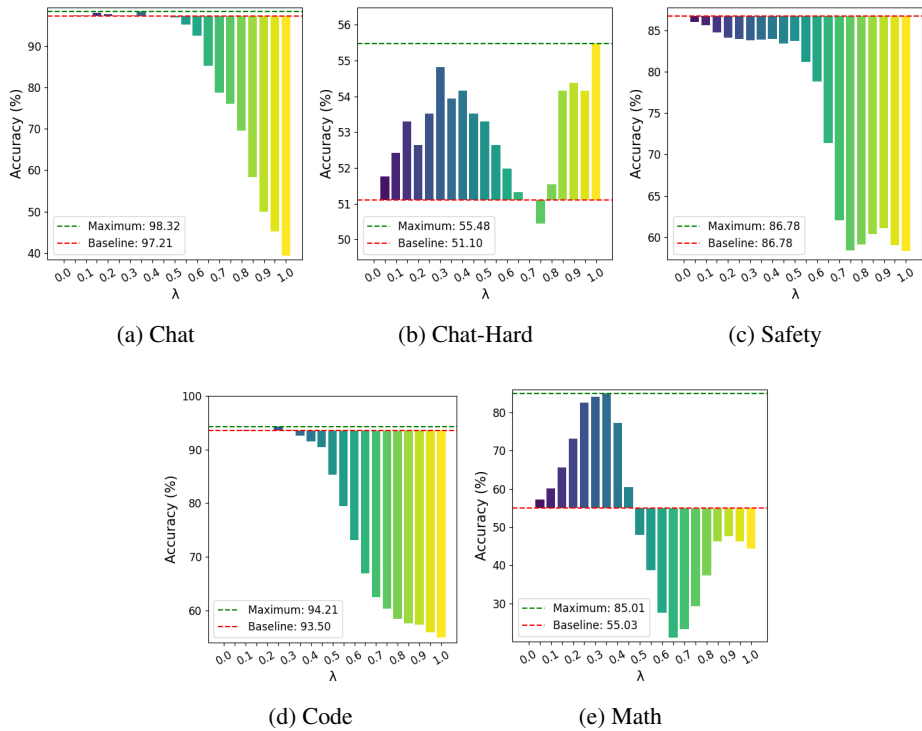 100
90
80
70
60
50
40
Accuracy (%)
Maximum: 98.32
Baseline: 97.21
0.0 0.1 0.2 0.3 0.4 0.5 0.6 0.7 0.8 0.9 1.0
λ
(a) Chat
56
55
54
53
52
51
50
Accuracy (%)
Maximum: 55.48
Baseline: 51.10
0.0 0.1 0.2 0.3 0.4 0.5 0.6 0.7 0.8 0.9 1.0
λ
(b) Chat-Hard
85
80
75
70
65
60
Accuracy (%)
Maximum: 86.78
Baseline: 86.78
0.0 0.1 0.2 0.3 0.4 0.5 0.6 0.7 0.8 0.9 1.0
λ
(c) Safety
100
90
80
70
60
Accuracy (%)
Maximum: 94.21
Baseline: 93.50
0.0 0.1 0.2 0.3 0.4 0.5 0.6 0.7 0.8 0.9 1.0
λ
(d) Code
80
70
60
50
40
30
Accuracy (%)
Maximum: 85.01
Baseline: 55.03
0.0 0.1 0.2 0.3 0.4 0.5 0.6 0.7 0.8 0.9 1.0
λ
(e) Math